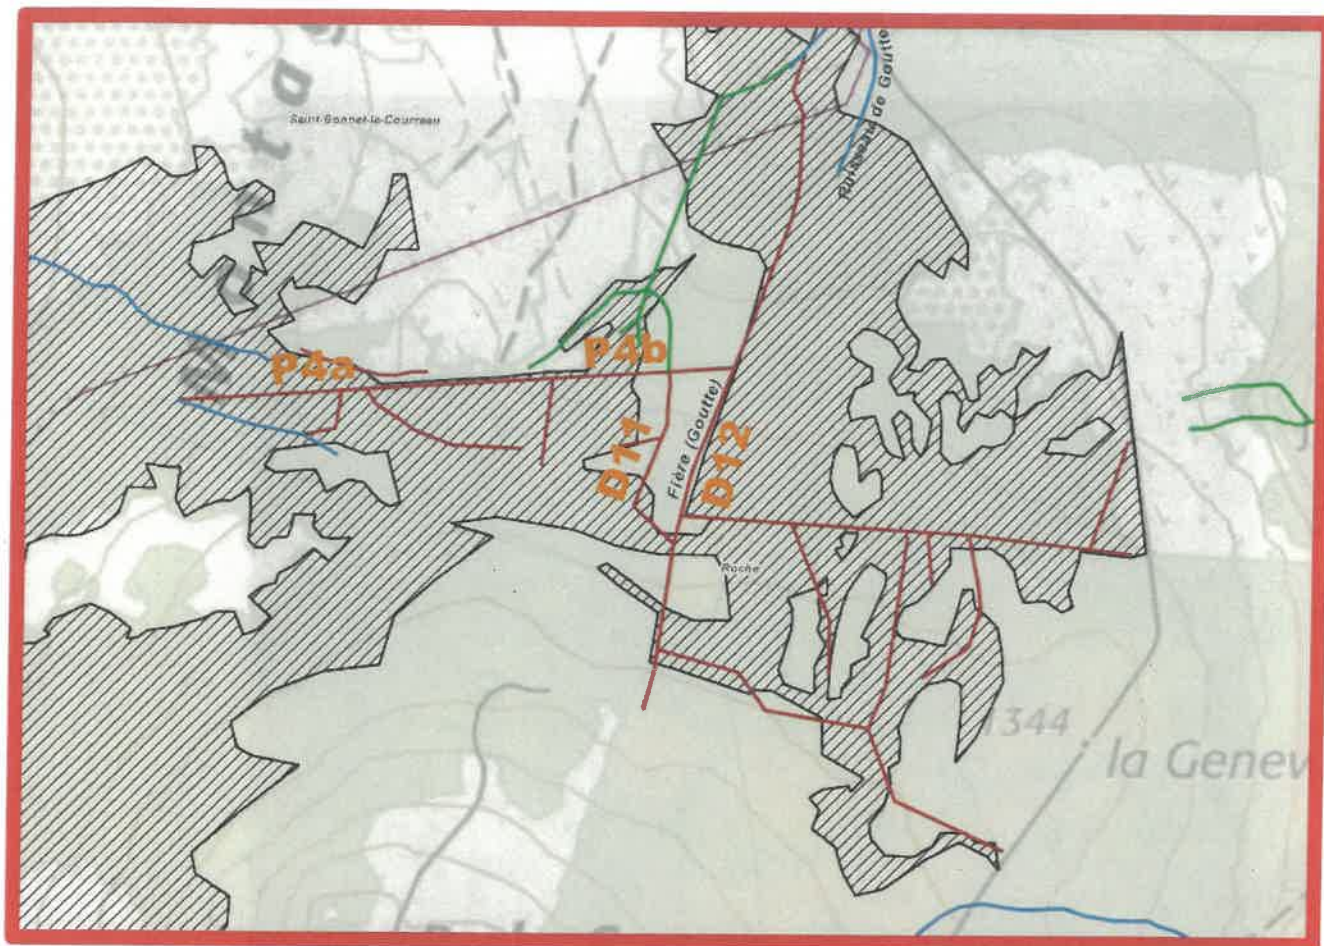 Saint-Bonnet-le-Courreau
Ruisseau de Goutte
P4a
P4b
D11
Fière (Goutte)
D12
Roche
1344
la Genev